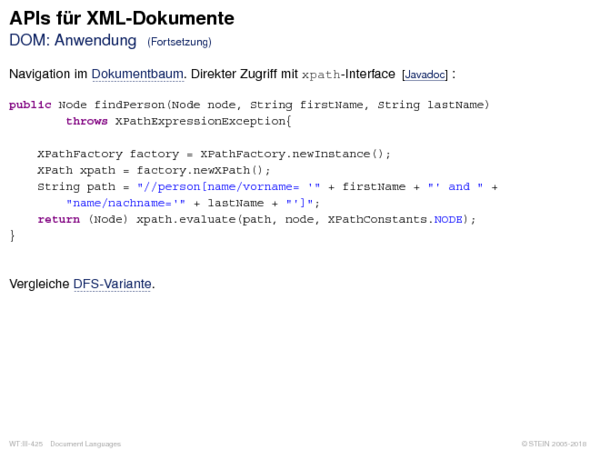 APIs für XML-Dokumente
DOM: Anwendung (Fortsetzung)
Navigation im Dokumentbaum. Direkter Zugriff mit xpath-Interface [Javadoc] :
public Node findPerson(Node node, String firstName, String lastName)
throws XPathExpressionException{
XPathFactory factory = XPathFactory.newInstance();
XPath xpath = factory.newXPath();
String path = "//person[name/vorname= '" + firstName + "' and " +
"name/nachname='" + lastName + "']";
return (Node) xpath.evaluate(path, node, XPathConstants.NODE);
}
Vergleiche DFS-Variante.
WT:III-425 Document Languages © STEIN 2005-2018